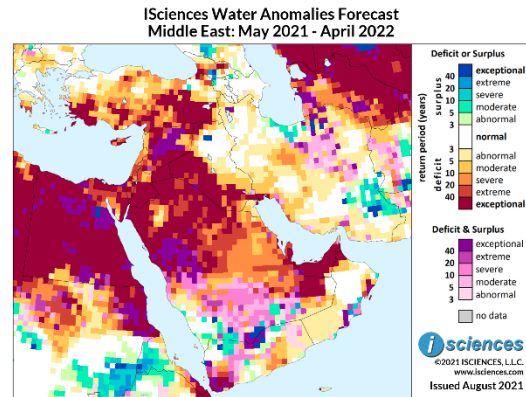 ISciences Water Anomalies Forecast
Middle East: May 2021 - April 2022
Deficit or Surplus
return period (years)
surplus
40 exceptional
20 extreme
10 severe
5 moderate
3 abnormal
normal
deficit
3 abnormal
5 moderate
10 severe
20 extreme
40 exceptional
Deficit & Surplus
40 exceptional
20 extreme
10 severe
5 moderate
3 abnormal
no data
isciences
©2021 ISCIENCES, L.L.C.
www.isciences.com
Issued August 2021